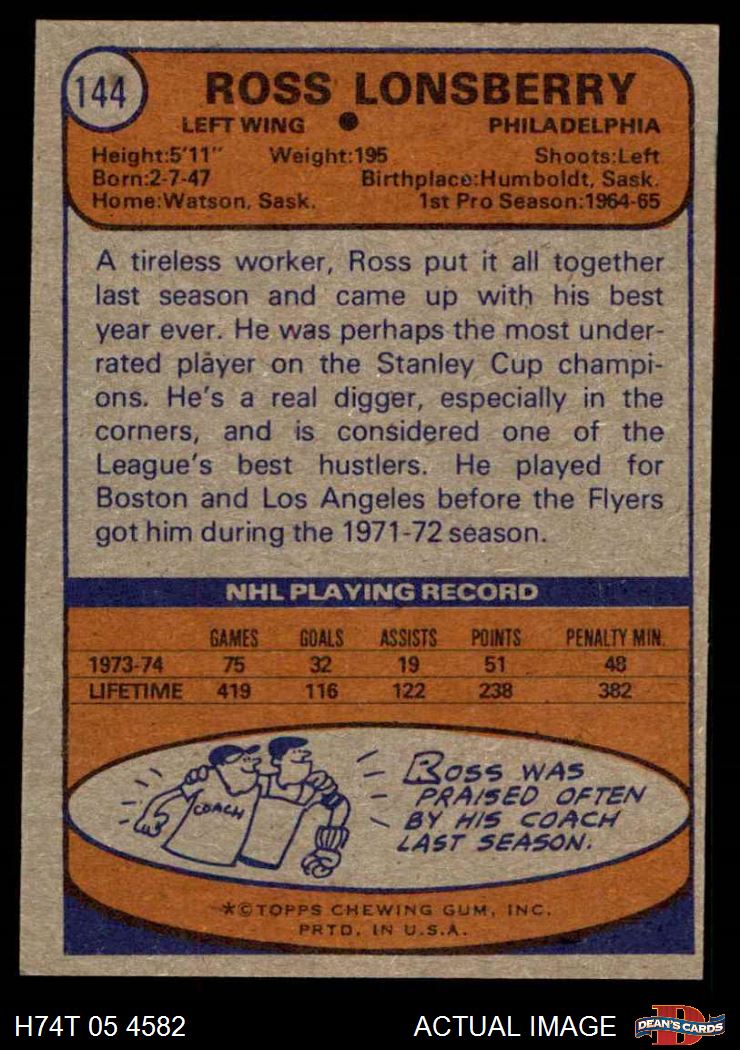 144
ROSS LONSBERRY
LEFT WING ● PHILADELPHIA
Height:5'11" Weight:195 Shoots:Left
Born:2-7-47 Birthplace:Humboldt, Sask.
Home:Watson, Sask. 1st Pro Season:1964-65
A tireless worker, Ross put it all together
last season and came up with his best
year ever. He was perhaps the most under-
rated player on the Stanley Cup champi-
ons. He's a real digger, especially in the
corners, and is considered one of the
League's best hustlers. He played for
Boston and Los Angeles before the Flyers
got him during the 1971-72 season.
NHL PLAYING RECORD
GAMES GOALS ASSISTS POINTS PENALTY MIN.
1973-74 75 32 19 51 48
LIFETIME 419 116 122 238 382
COACH
ROSS WAS
PRAISED OFTEN
BY HIS COACH
LAST SEASON.
*©TOPPS CHEWING GUM, INC.
PRTD. IN U.S.A.
H74T 05 4582 ACTUAL IMAGE
D
DEAN'S CARDS